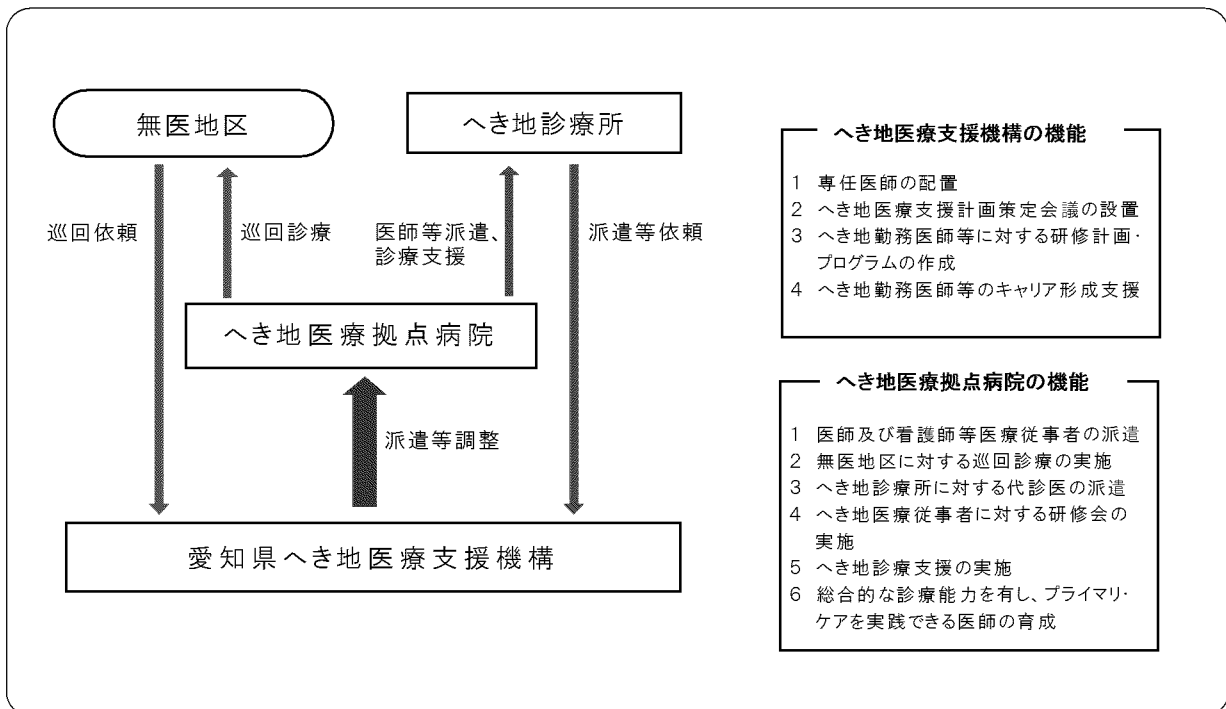 無医地区
へき地診療所
巡回依頼
巡回診療
医師等派遣、
診療支援
派遣等依頼
へき地医療拠点病院
派遣等調整
愛知県へき地医療支援機構
へき地医療支援機構の機能
1 専任医師の配置
2 へき地医療支援計画策定会議の設置
3 へき地勤務医師等に対する研修計画・
プログラムの作成
4 へき地勤務医師等のキャリア形成支援
へき地医療拠点病院の機能
1 医師及び看護師等医療従事者の派遣
2 無医地区に対する巡回診療の実施
3 へき地診療所に対する代診医の派遣
4 へき地医療従事者に対する研修会の
実施
5 へき地診療支援の実施
6 総合的な診療能力を有し、プライマリ・
ケアを実践できる医師の育成